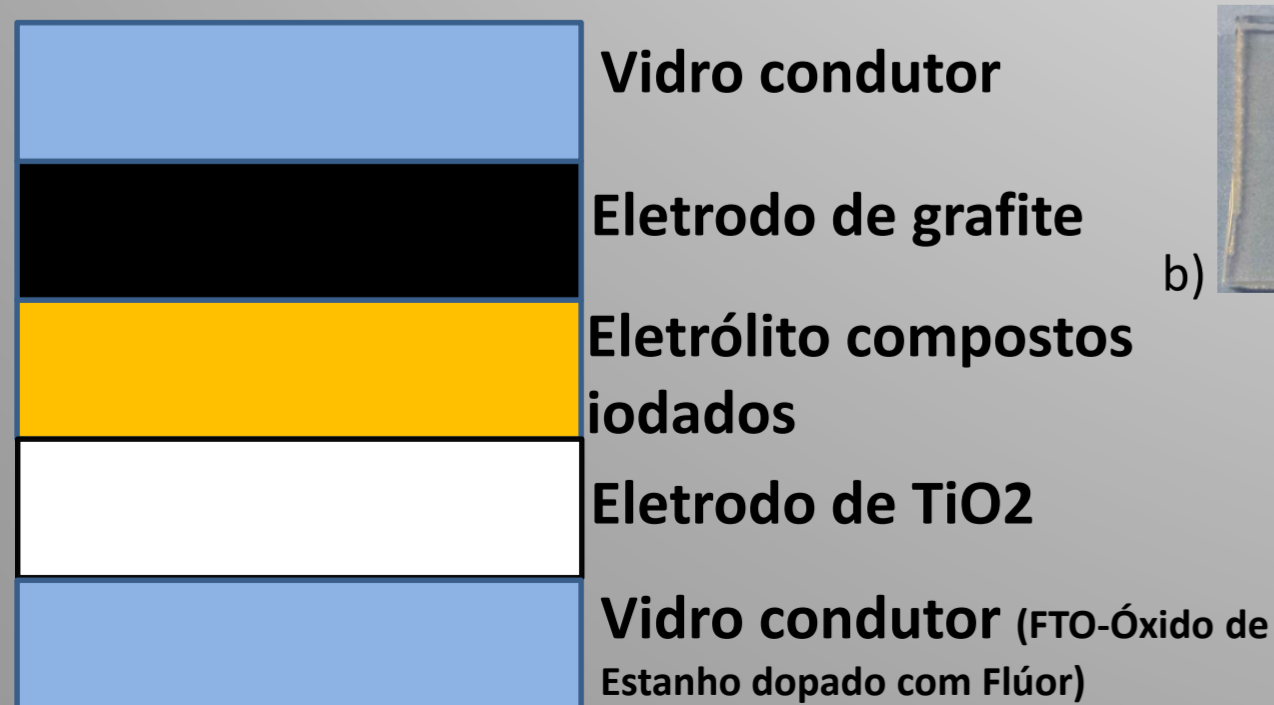 Vidro condutor
Eletrodo de grafite
b)
Eletrólito compostos
iodados
Eletrodo de TiO2
Vidro condutor (FTO-Óxido de
Estanho dopado com Flúor)